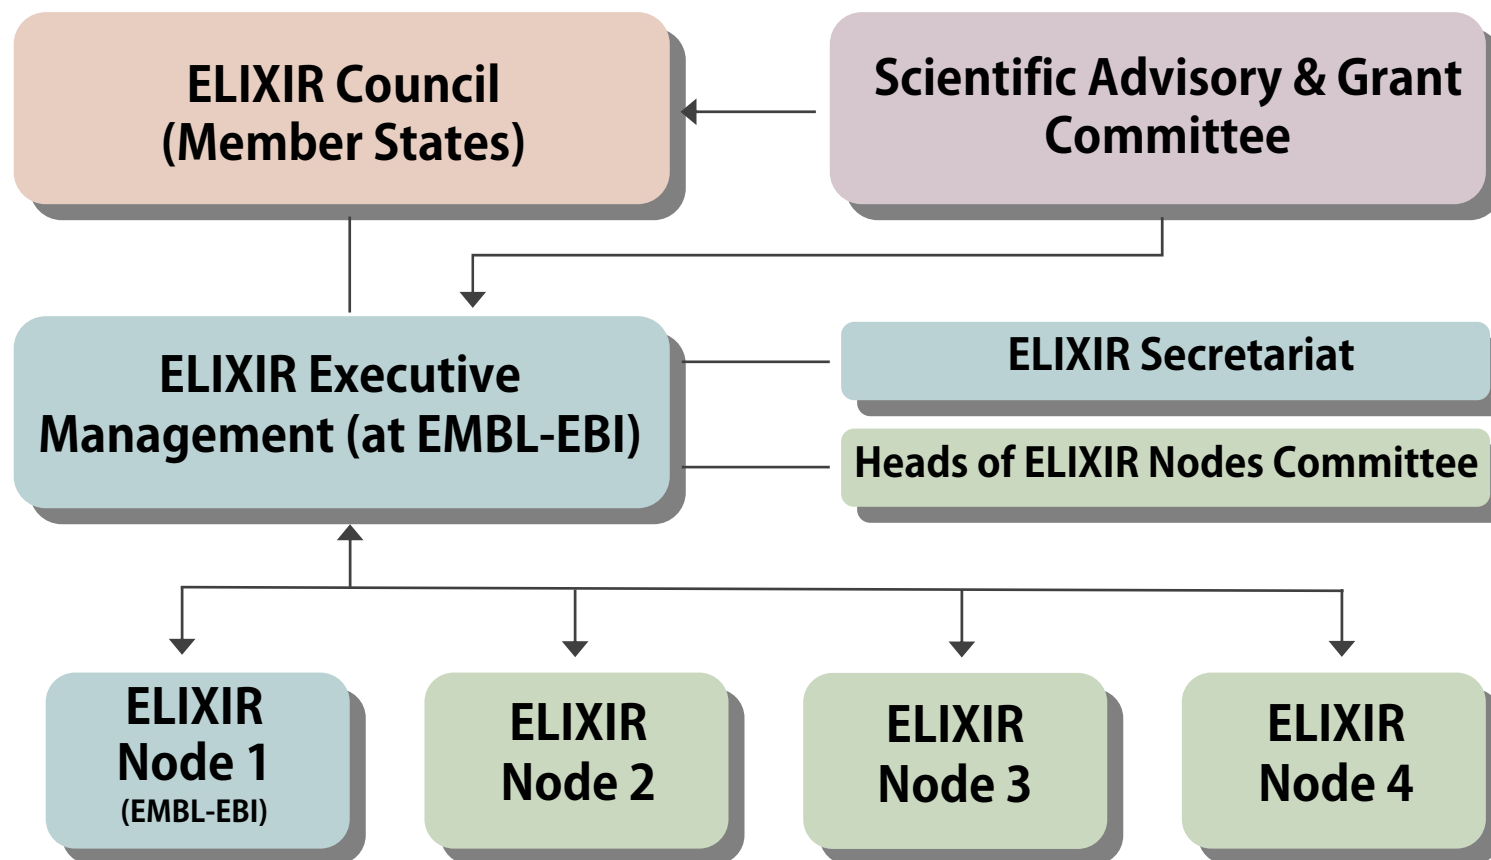 ELIXIR Council
(Member States)
Scientific Advisory & Grant
Committee
ELIXIR Executive
Management (at EMBL-EBI)
ELIXIR Secretariat
Heads of ELIXIR Nodes Committee
ELIXIR
Node 1
(EMBL-EBI)
ELIXIR
Node 2
ELIXIR
Node 3
ELIXIR
Node 4